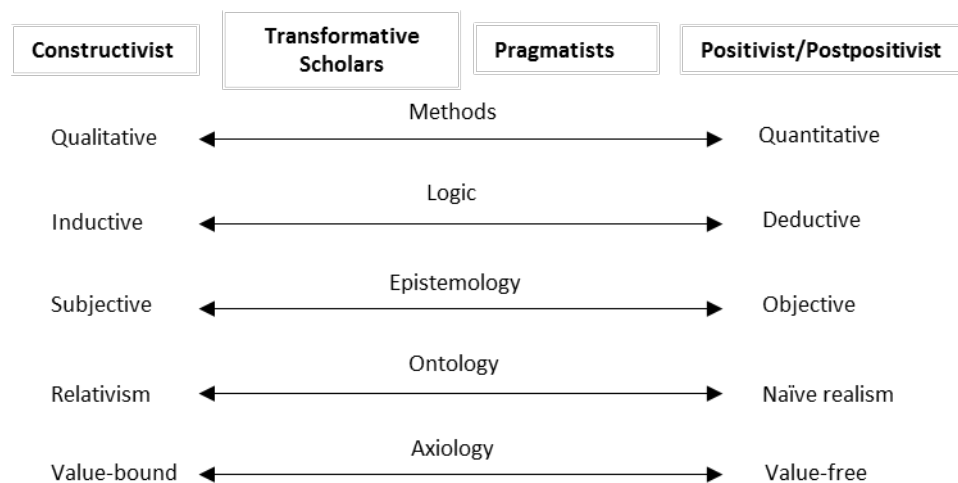 Constructivist
Transformative
Scholars
Pragmatists
Positivist/Postpositivist
Methods
Qualitative
Quantitative
Logic
Inductive
Deductive
Epistemology
Subjective
Objective
Ontology
Relativism
Naïve realism
Axiology
Value-bound
Value-free